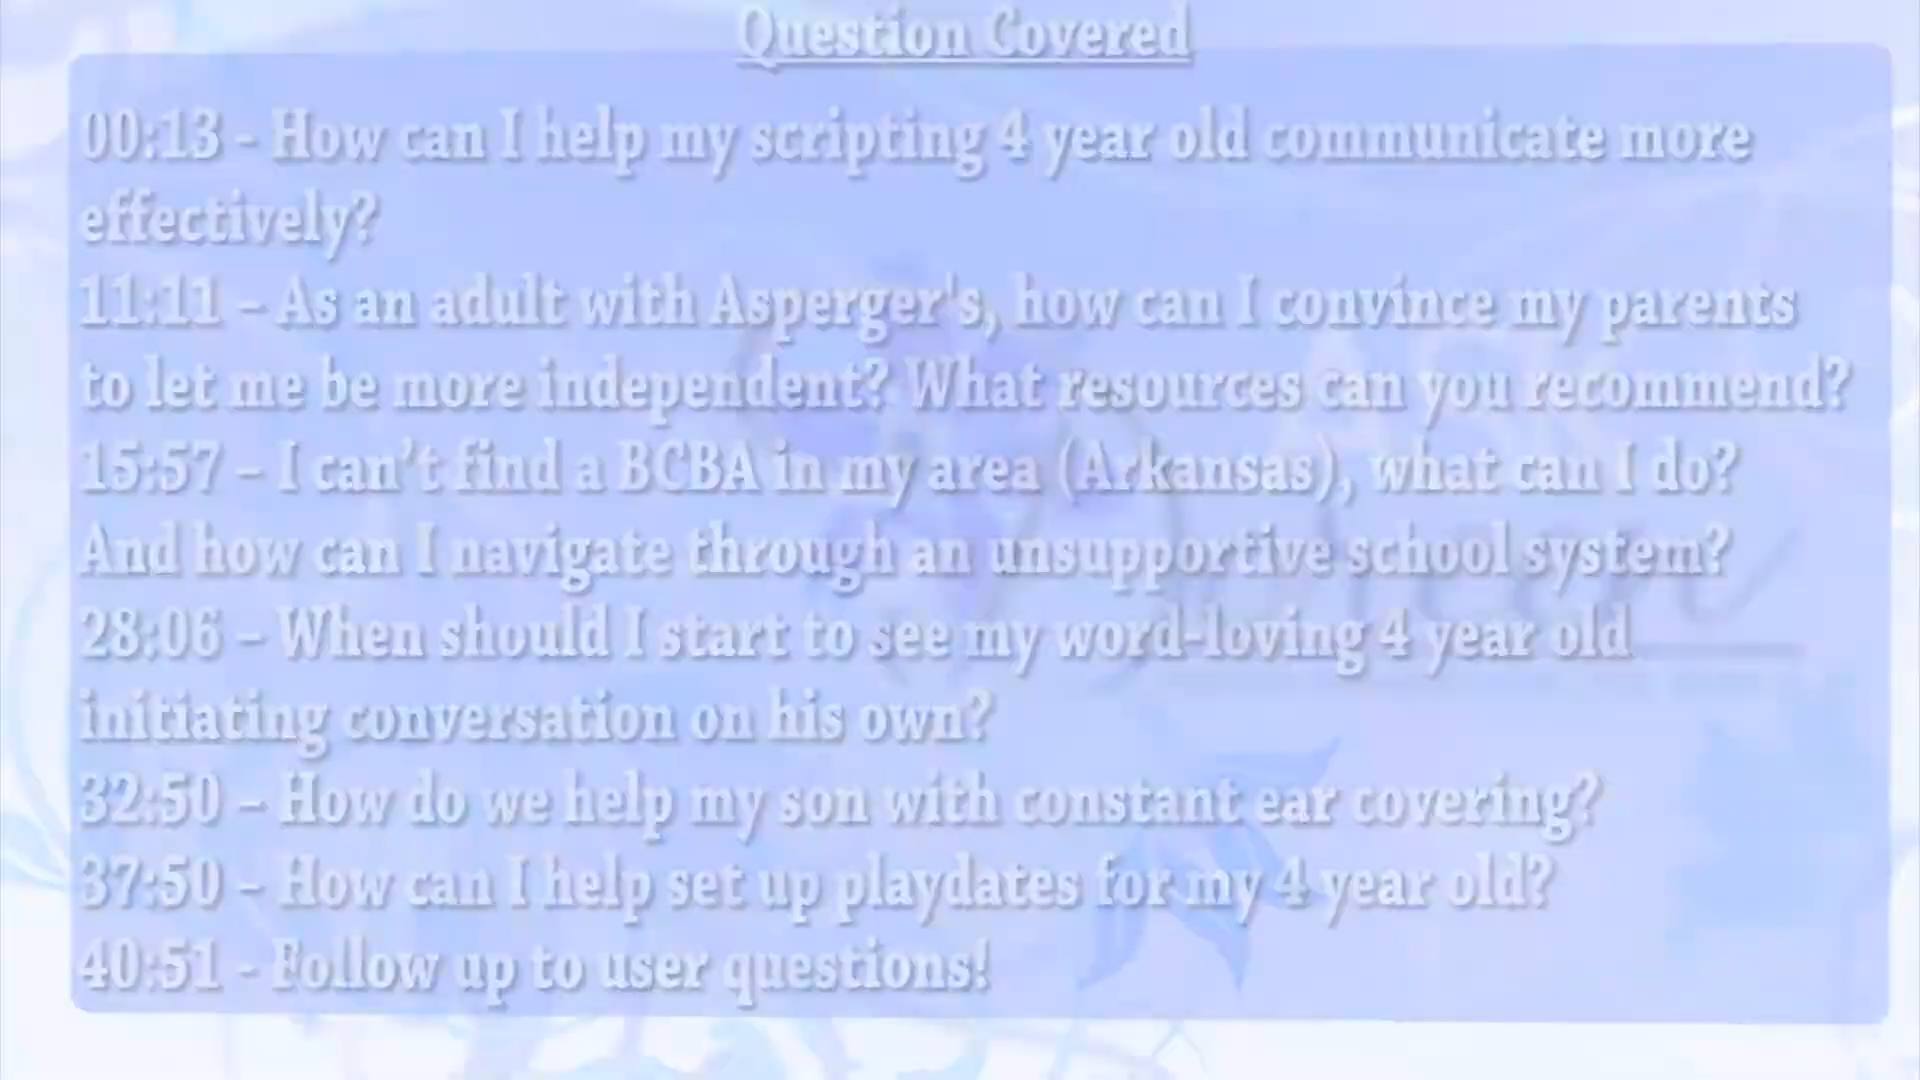 Question Covered
00:13 - How can I help my scripting 4 year old communicate more
effectively?
11:11 – As an adult with Asperger's, how can I convince my parents
to let me be more independent? What resources can you recommend?
15:57 – I can’t find a BCBA in my area (Arkansas), what can I do?
And how can I navigate through an unsupportive school system?
28:06 – When should I start to see my word-loving 4 year old
initiating conversation on his own?
32:50 – How do we help my son with constant ear covering?
37:50 – How can I help set up playdates for my 4 year old?
40:51 - Follow up to user questions!